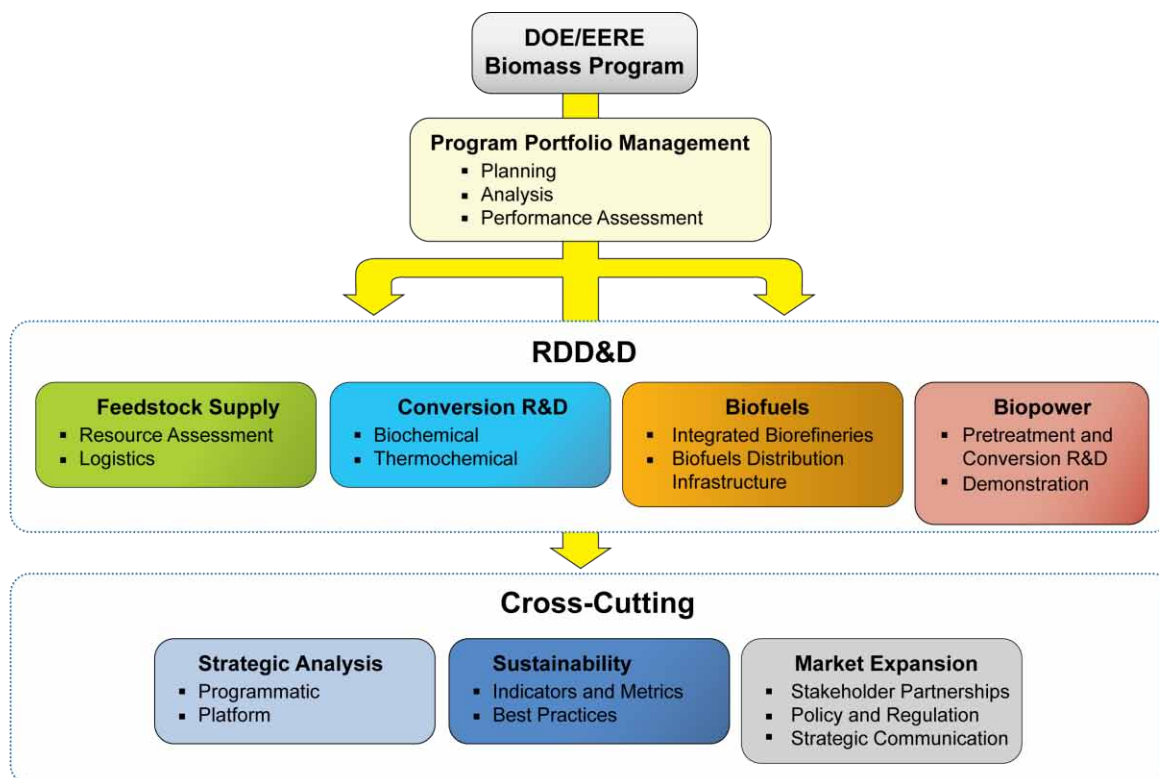 DOE/EERE
Biomass Program
Program Portfolio Management
▪ Planning
▪ Analysis
▪ Performance Assessment
RDD&D
Feedstock Supply
▪ Resource Assessment
▪ Logistics
Conversion R&D
▪ Biochemical
▪ Thermochemical
Biofuels
▪ Integrated Biorefineries
▪ Biofuels Distribution
Infrastructure
Biopower
▪ Pretreatment and
Conversion R&D
▪ Demonstration
Cross-Cutting
Strategic Analysis
▪ Programmatic
▪ Platform
Sustainability
▪ Indicators and Metrics
▪ Best Practices
Market Expansion
▪ Stakeholder Partnerships
▪ Policy and Regulation
▪ Strategic Communication